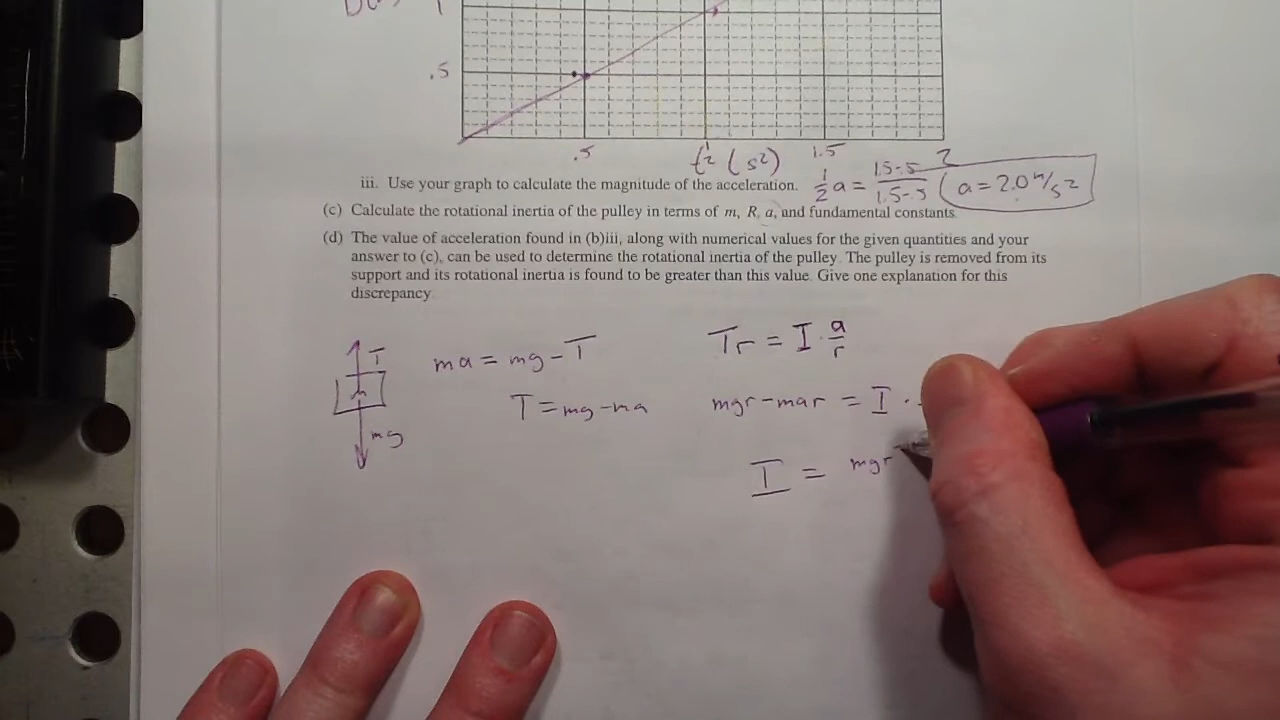 1
.5
.5 1 1.5 2
t² (s²)
iii. Use your graph to calculate the magnitude of the acceleration. ½a = 1.5-.5 / 1.5-.5 a = 2.0 m/s²
(c) Calculate the rotational inertia of the pulley in terms of m, R, a, and fundamental constants.
(d) The value of acceleration found in (b)iii, along with numerical values for the given quantities and your
answer to (c), can be used to determine the rotational inertia of the pulley. The pulley is removed from its
support and its rotational inertia is found to be greater than this value. Give one explanation for this
discrepancy.
T
m
mg
ma = mg - T
T = mg - ma
Tr = I · a/r
mgr - mar = I ·
I = mgr